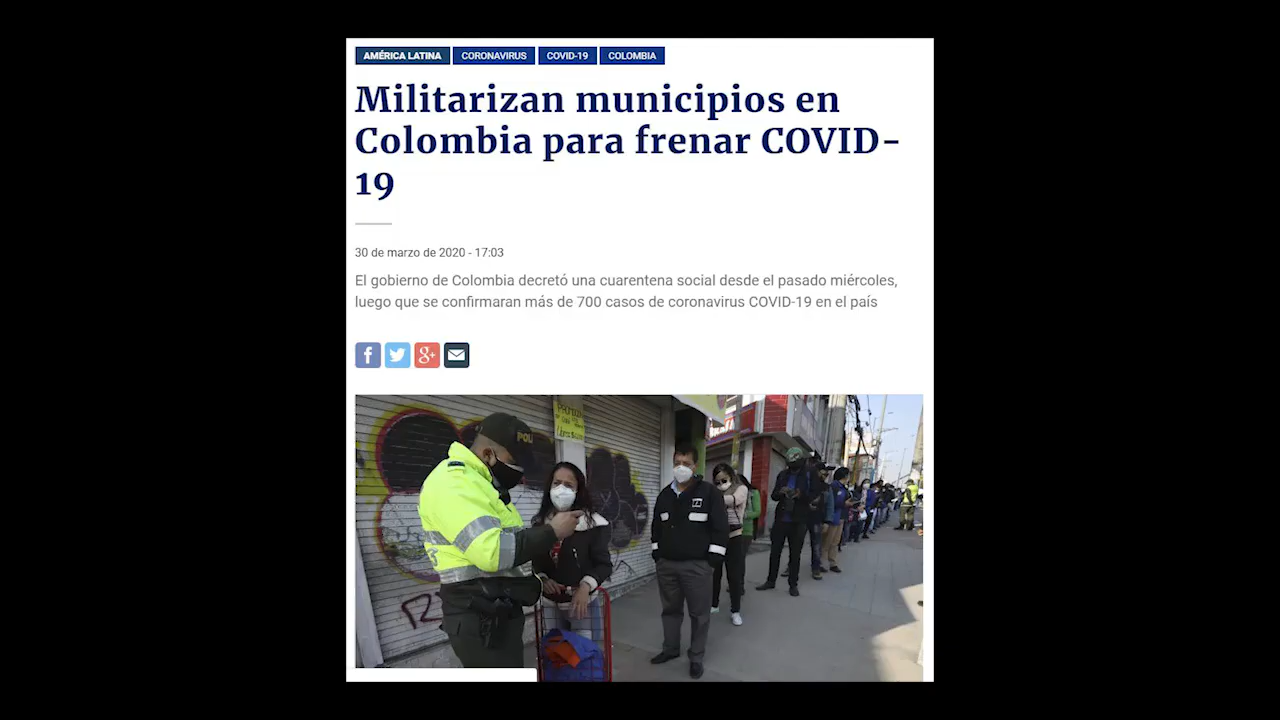 AMÉRICA LATINA CORONAVIRUS COVID-19 COLOMBIA
Militarizan municipios en
Colombia para frenar COVID-
19
30 de marzo de 2020 - 17:03
El gobierno de Colombia decretó una cuarentena social desde el pasado miércoles,
luego que se confirmaran más de 700 casos de coronavirus COVID-19 en el país
POL